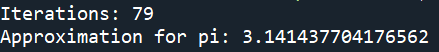 Iterations: 79
Approximation for pi: 3.141437704176562